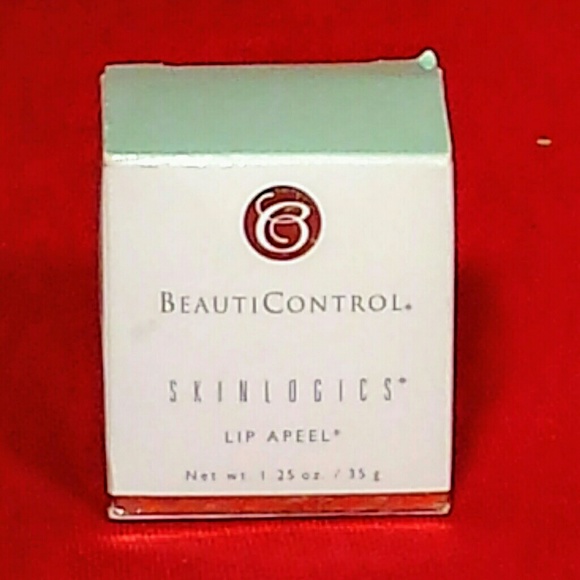 BEAUTICONTROL®
SKINLOGICS®
LIP APEEL®
Net wt. 1.25 oz. / 35 g